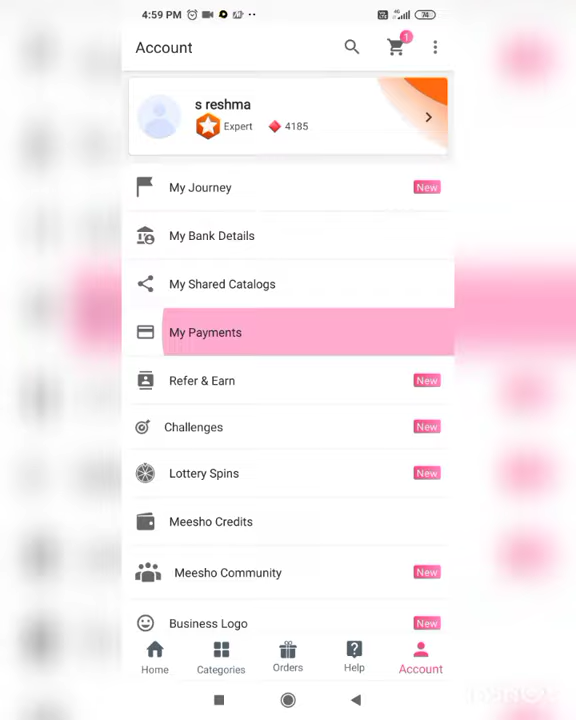 4:59 PM
4G
74
Account
1
s reshma
Expert
4185
My Journey
New
My Bank Details
My Shared Catalogs
My Payments
Refer & Earn
New
Challenges
New
Lottery Spins
New
Meesho Credits
Meesho Community
New
Business Logo
New
Home
Categories
Orders
Help
Account